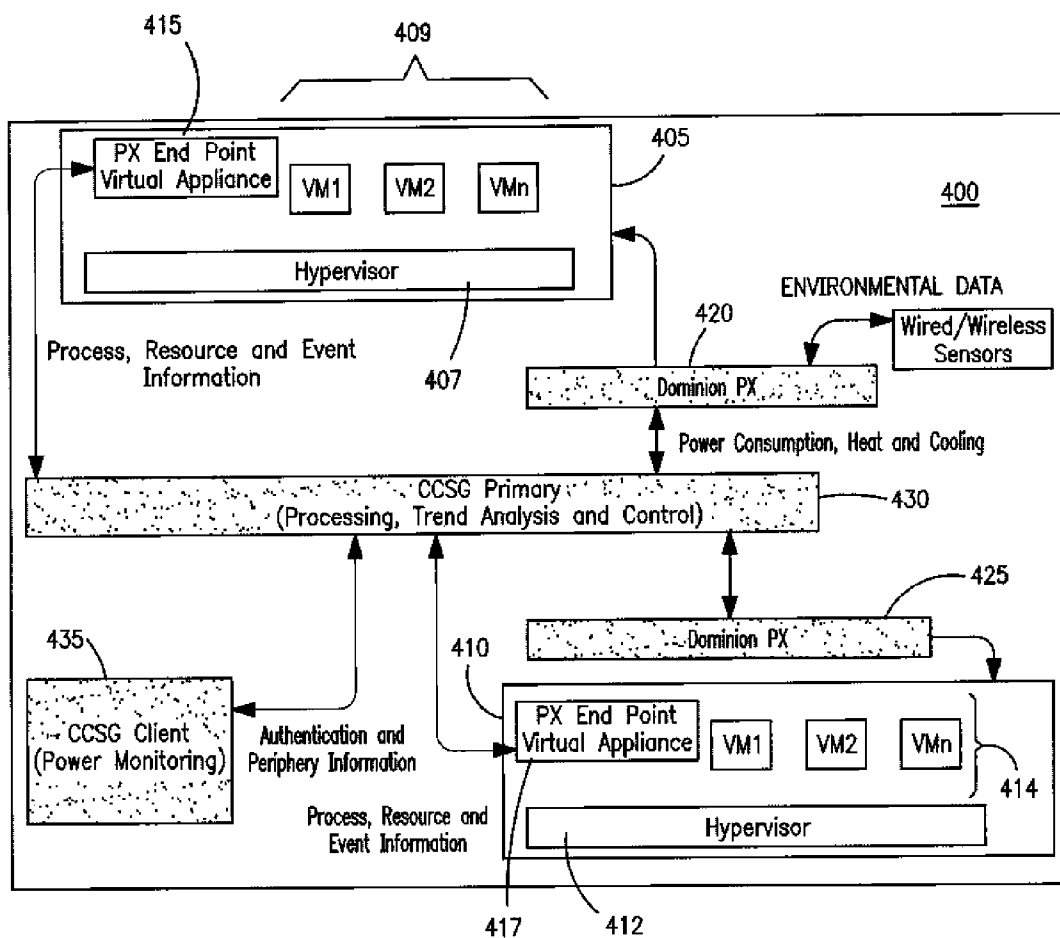 415
409
PX End Point
Virtual Appliance
VM1
VM2
VMn
405
400
Hypervisor
ENVIRONMENTAL DATA
420
Wired/Wireless
Sensors
Process, Resource and Event
Information
407
Dominion PX
Power Consumption, Heat and Cooling
CCSG Primary
(Processing, Trend Analysis and Control)
430
425
435
Dominion PX
410
CCSG Client
(Power Monitoring)
Authentication and
Periphery Information
PX End Point
Virtual Appliance
VM1
VM2
VMn
414
Process, Resource and
Event Information
Hypervisor
417
412